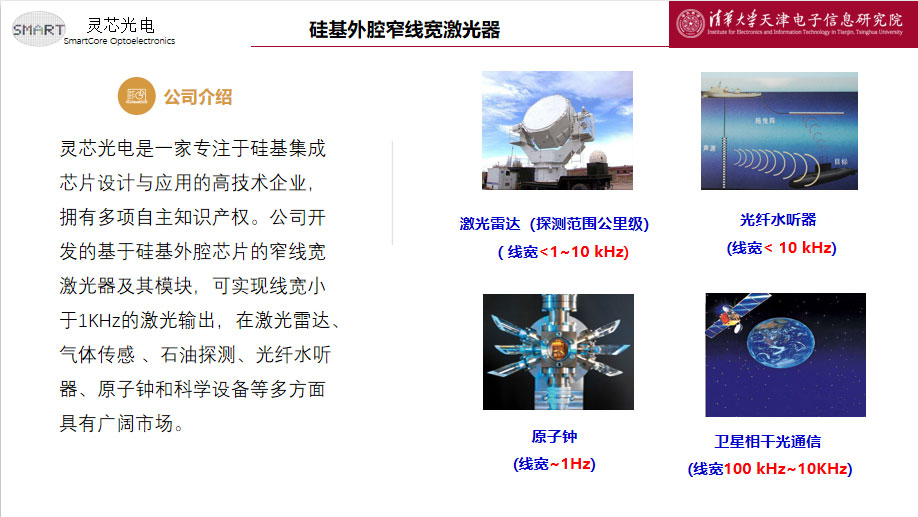 SMART
灵芯光电
SmartCore Optoelectronics
硅基外腔窄线宽激光器
清华大学天津电子信息研究院
Institute for Electronics and Information Technology in Tianjin, Tsinghua University
公司介绍
灵芯光电是一家专注于硅基集成
芯片设计与应用的高技术企业，
拥有多项自主知识产权。公司开
发的基于硅基外腔芯片的窄线宽
激光器及其模块，可实现线宽小
于1KHz的激光输出，在激光雷达、
气体传感 、石油探测、光纤水听
器、原子钟和科学设备等多方面
具有广阔市场。
激光雷达 (探测范围公里级)
( 线宽<1~10 kHz)
拖曳阵
声源
目标
光纤水听器
(线宽< 10 kHz)
原子钟
(线宽~1Hz)
卫星相干光通信
(线宽100 kHz~10KHz)